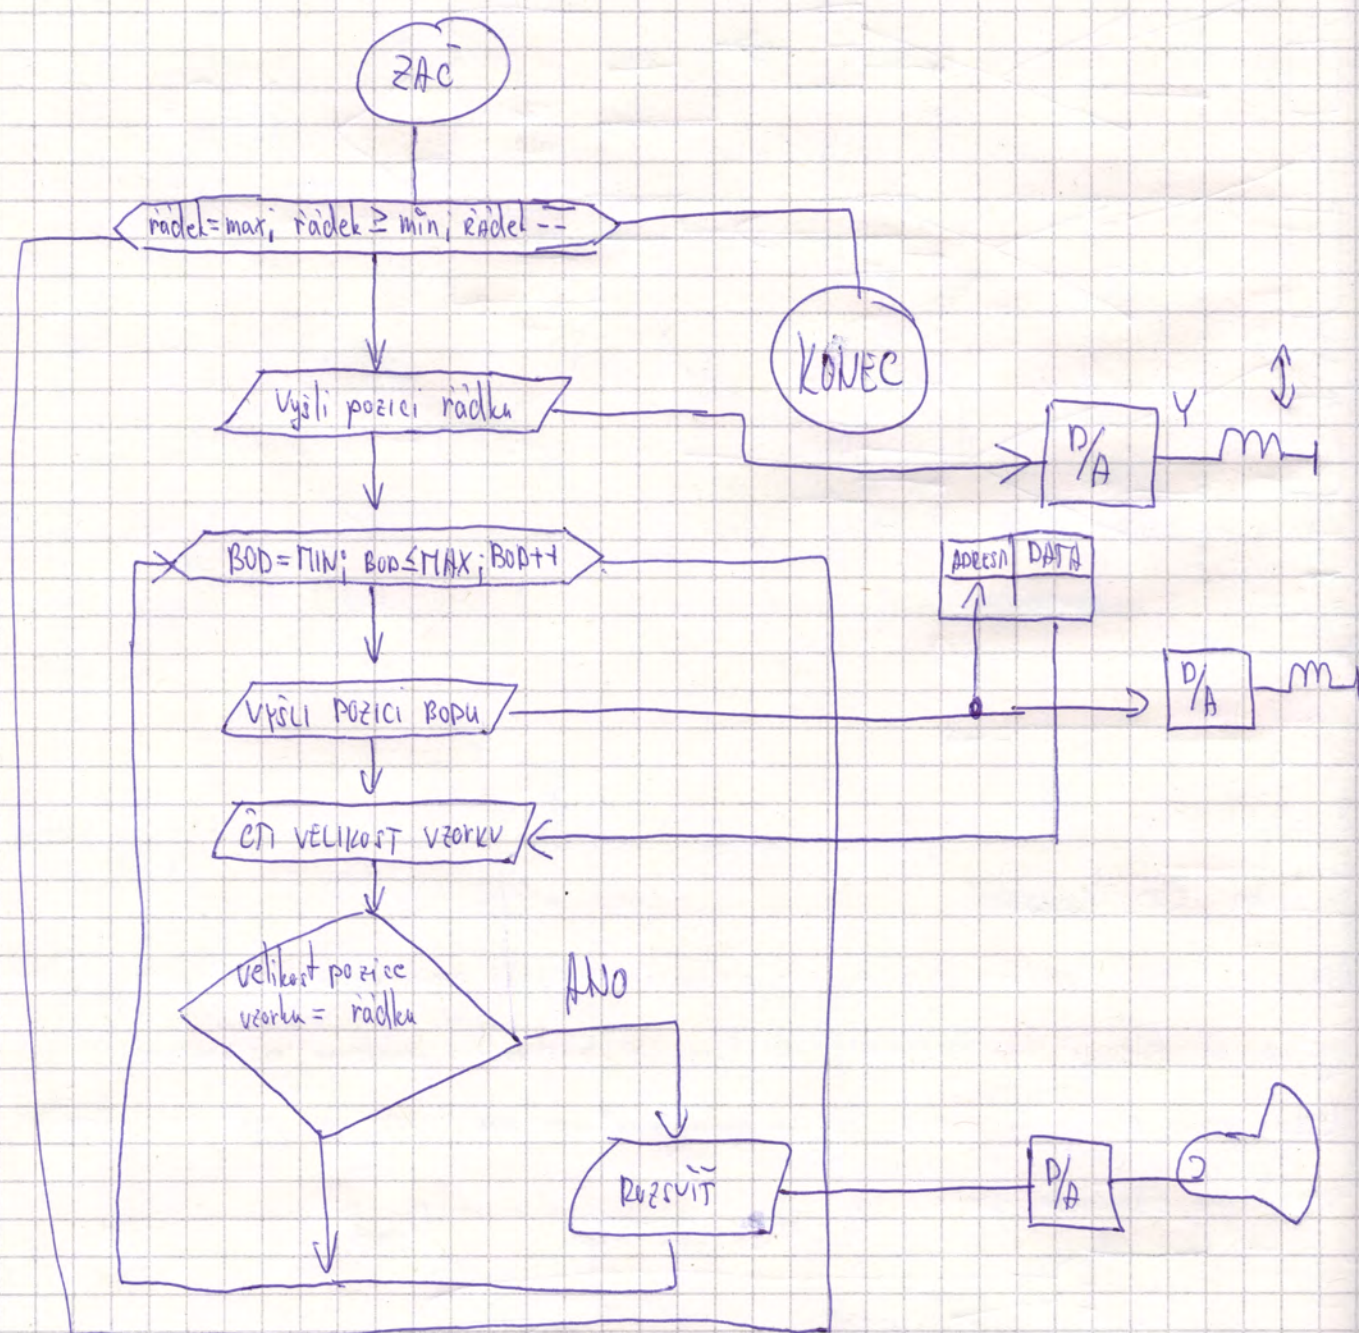 ZAČ
řádek=max; řádek ≥ min; ŘÁdek --
KONEC
Vyšli pozici řádku
D/A
Y
BOD=MIN; BOD≤MAX; BOD++
ADRESA DATA
VYŠLI POZICI BODU
D/A
ČTI VELIKOST VZORKU
velikost pozice
vzorku = řádku
ANO
ROZSVIŤ
D/A